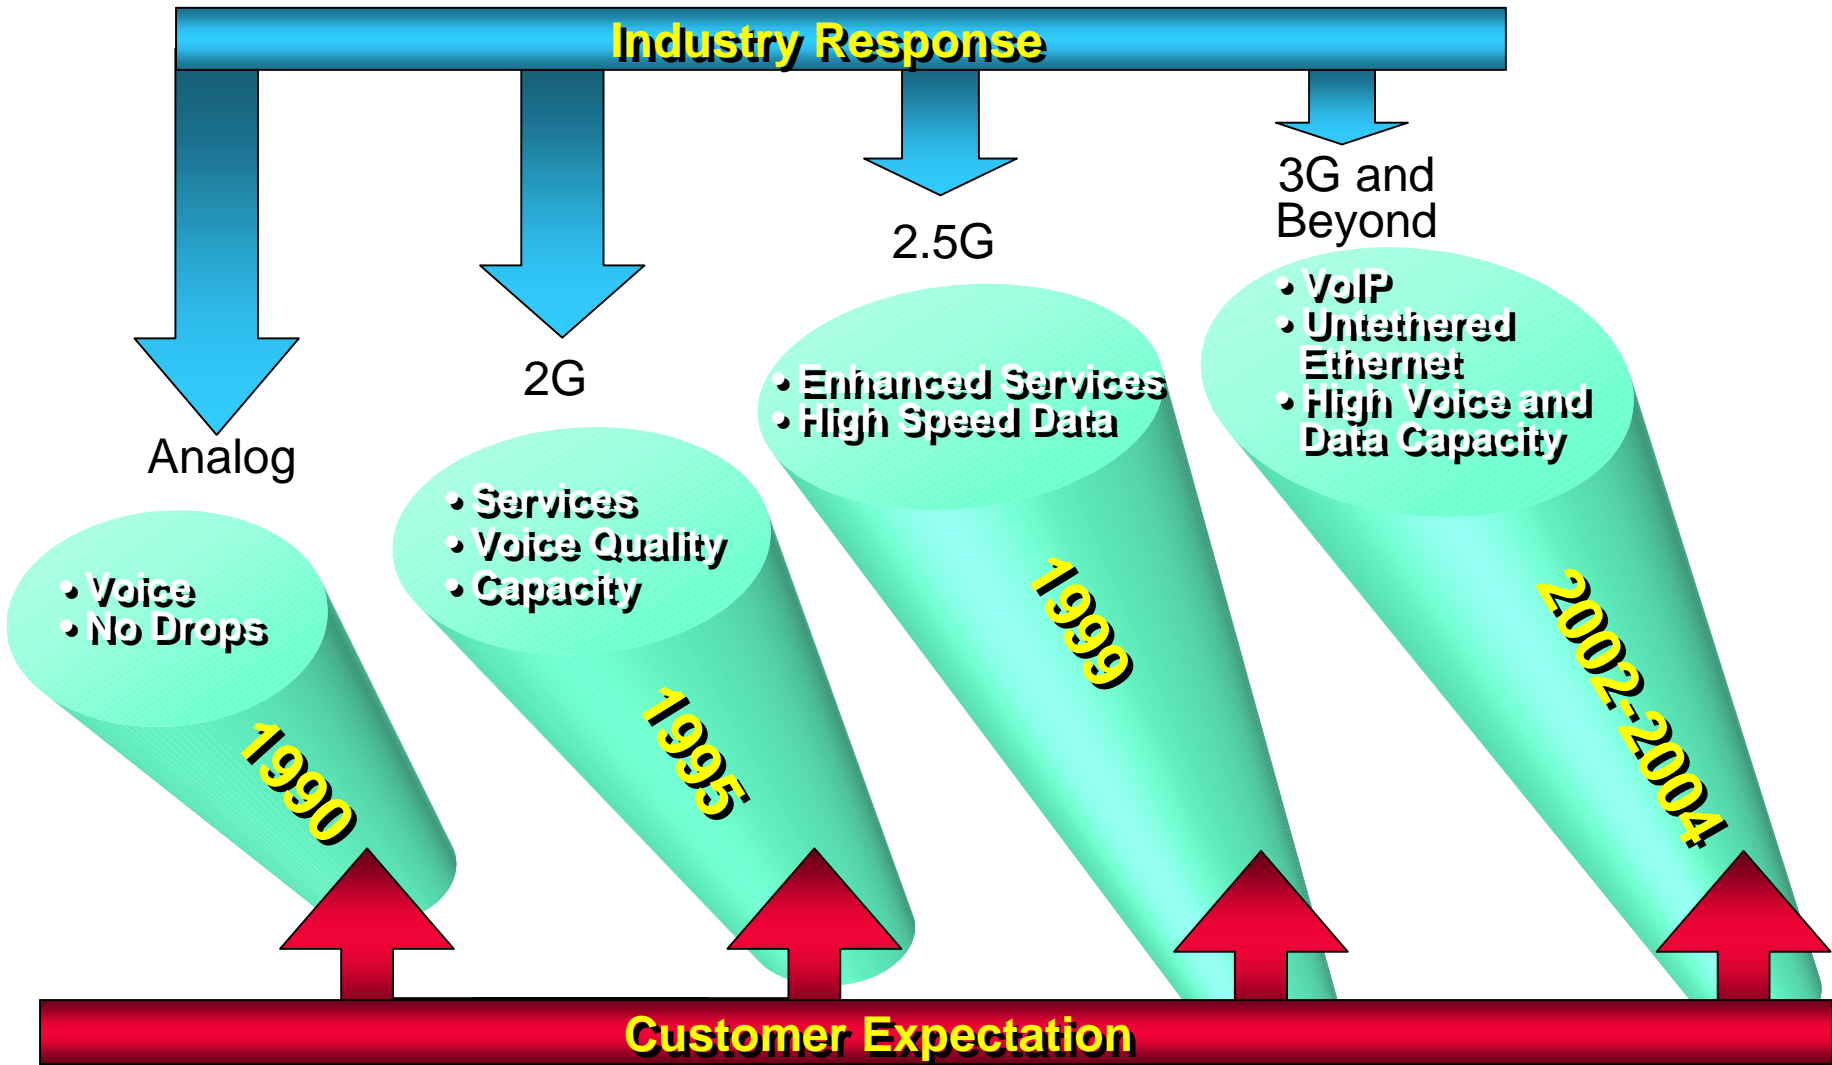 Industry Response
Analog
• Voice
• No Drops
1990
2G
• Services
• Voice Quality
• Capacity
1995
2.5G
• Enhanced Services
• High Speed Data
1999
3G and
Beyond
• VoIP
• Untethered
Ethernet
• High Voice and
Data Capacity
2002-2004
Customer Expectation